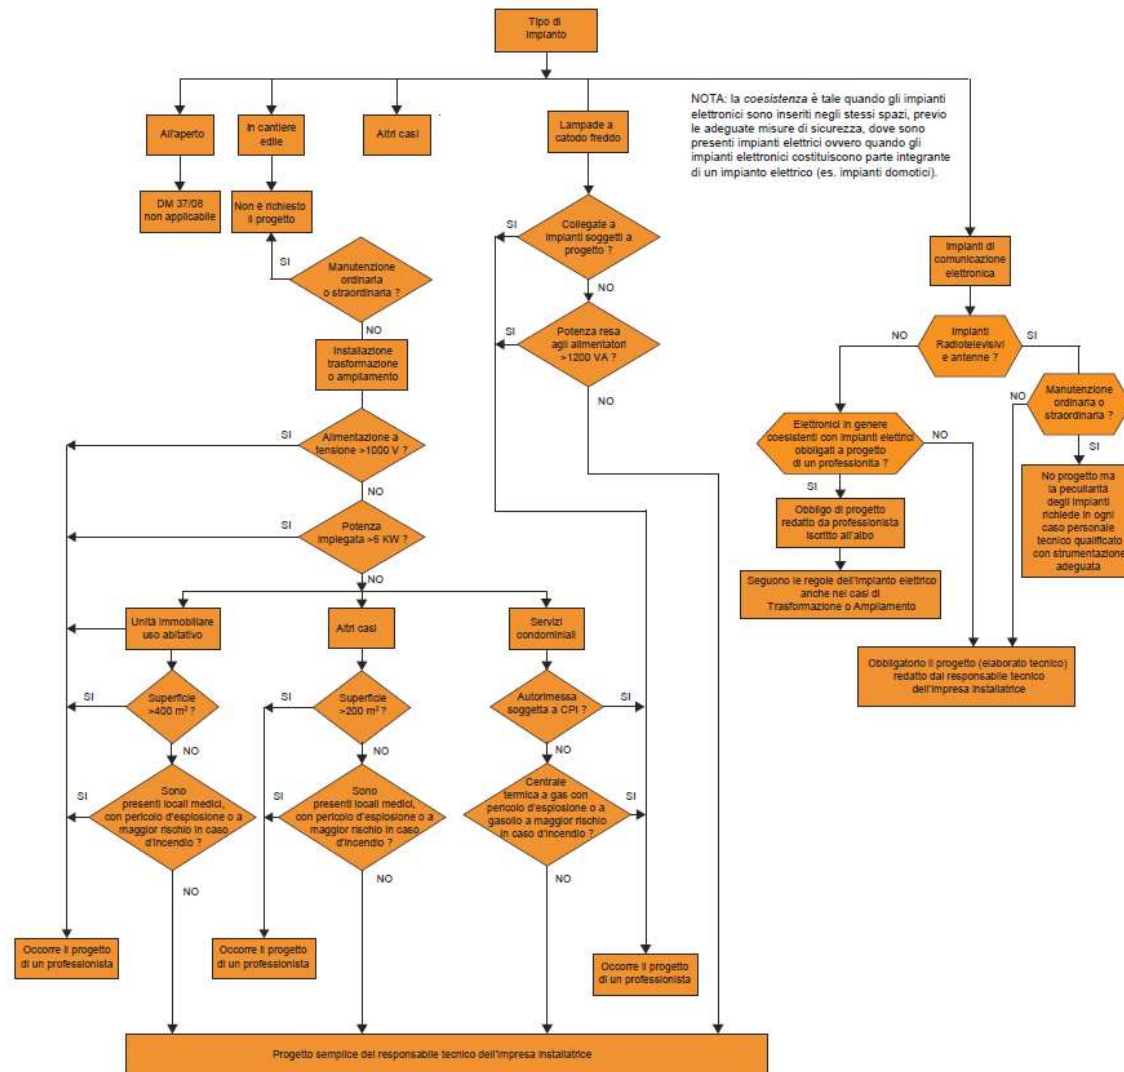 Tipo di
Impianto
NOTA: la coesistenza è tale quando gli impianti
elettronici sono inseriti negli stessi spazi, previo
le adeguate misure di sicurezza, dove sono
presenti impianti elettrici ovvero quando gli
impianti elettronici costituiscono parte integrante
di un impianto elettrico (es. impianti domotici).
All'aperto
In cantiere
edile
Altri casi
Lampade a
catodo freddo
DM 37/08
non applicabile
Non è richiesto
il progetto
SI
Collegate a
impianti soggetti a
progetto ?
NO
Impianti di
comunicazione
elettronica
SI
Manutenzione
ordinaria
o straordinaria ?
NO
SI
Potenza resa
agli alimentatori
>1200 VA ?
NO
NO
Impianti
Radiotelevisivi
e antenne ?
SI
Installazione
trasformazione
o ampliamento
NO
Manutenzione
ordinaria o
straordinaria ?
SI
SI
Alimentazione a
tensione >1000 V ?
NO
Elettronici in genere
coesistenti con impianti elettrici
obbligati a progetto
di un professionita ?
NO
SI
No progetto ma
la peculiarità
degli impianti
richiede in ogni
caso personale
tecnico qualificato
con strumentazione
adeguata
SI
Potenza
impiegata >6 KW ?
NO
Obbligo di progetto
redatto da professionista
iscritto all'albo
Seguono le regole dell'impianto elettrico
anche nei casi di
Trasformazione o Ampliamento
Unità immobiliare
uso abitativo
Altri casi
Servizi
condominiali
Obbligatorio il progetto (elaborato tecnico)
redatto dal responsabile tecnico
dell'impresa installatrice
SI
Superficie
>400 m² ?
NO
SI
Superficie
>200 m² ?
NO
Autorimessa
soggetta a CPI ?
SI
NO
SI
Sono
presenti locali medici,
con pericolo d'esplosione o a
maggior rischio in caso
d'incendio ?
NO
SI
Sono
presenti locali medici,
con pericolo d'esplosione o a
maggior rischio in caso
d'incendio ?
NO
Centrale
termica a gas con
pericolo d'esplosione o a
gasolio a maggior rischio
in caso d'incendio ?
SI
NO
Occorre il progetto
di un professionista
Occorre il progetto
di un professionista
Occorre il progetto
di un professionista
Progetto semplice del responsabile tecnico dell'impresa installatrice